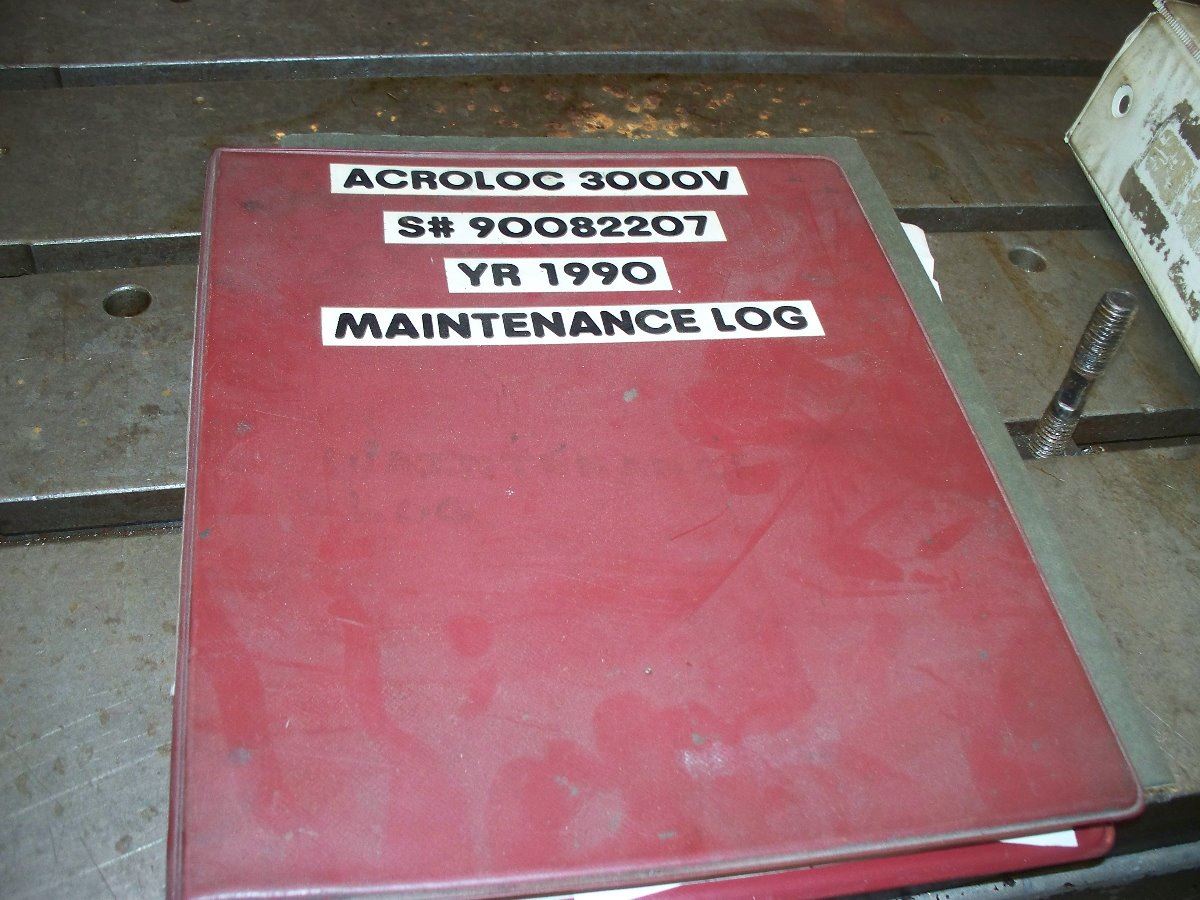 ACROLOC 3000V
S# 90082207
YR 1990
MAINTENANCE LOG